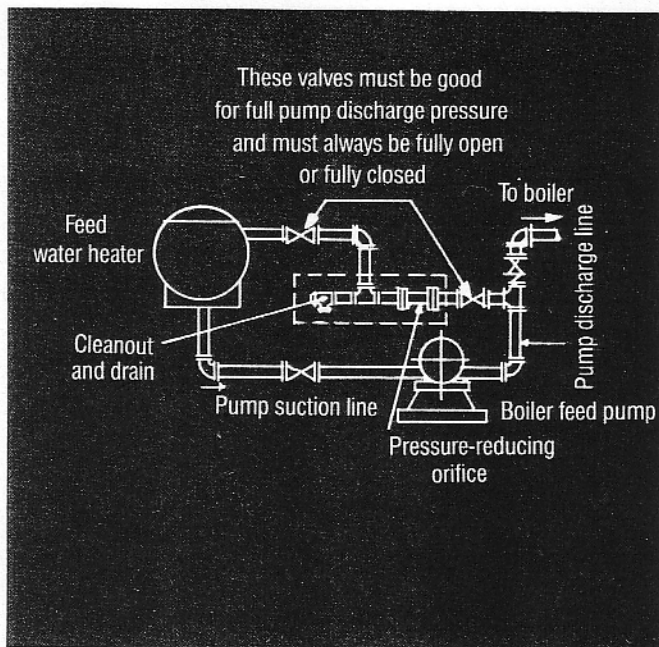 These valves must be good
for full pump discharge pressure
and must always be fully open
or fully closed
To boiler
Feed
water heater
Pump discharge line
Cleanout
and drain
Pump suction line
Boiler feed pump
Pressure-reducing
orifice